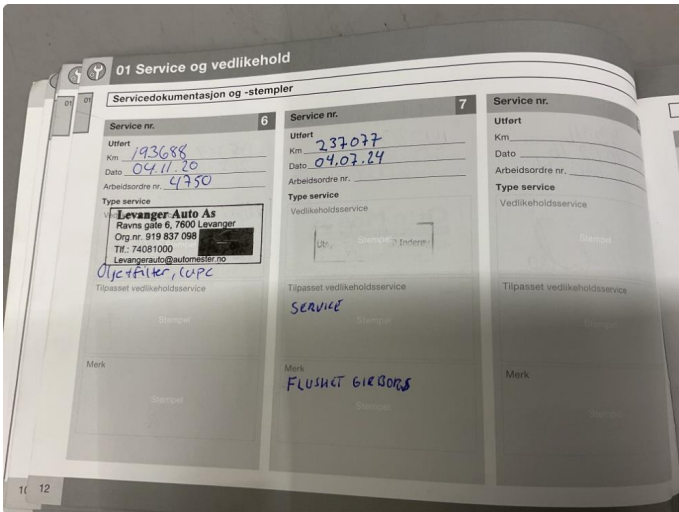 01 Service og vedlikehold
Servicedokumentasjon og -stempler
Service nr. 6
Utført
Km 193688
Dato 04.11.20
Arbeidsordre nr. 4750
Type service
Levanger Auto As
Ravns gate 6, 7600 Levanger
Org.nr. 919 837 098
Tlf.: 74081000
Levangerauto@automester.no
Olje+filter,
Tilpasset vedlikeholdsservice
Stempel
Merk
Stempel
Service nr. 7
Utført
Km 237077
Dato 04.07.24
Arbeidsordre nr.
Type service
Vedlikeholdsservice
Stempel
Tilpasset vedlikeholdsservice
SERVICE
Stempel
Merk
FLUSHET GIRBOKS
Stempel
Service nr.
Utført
Km
Dato
Arbeidsordre nr.
Type service
Vedlikeholdsservice
Stempel
Tilpasset vedlikeholdsservice
Stempel
Merk
Stempel
01
01
12